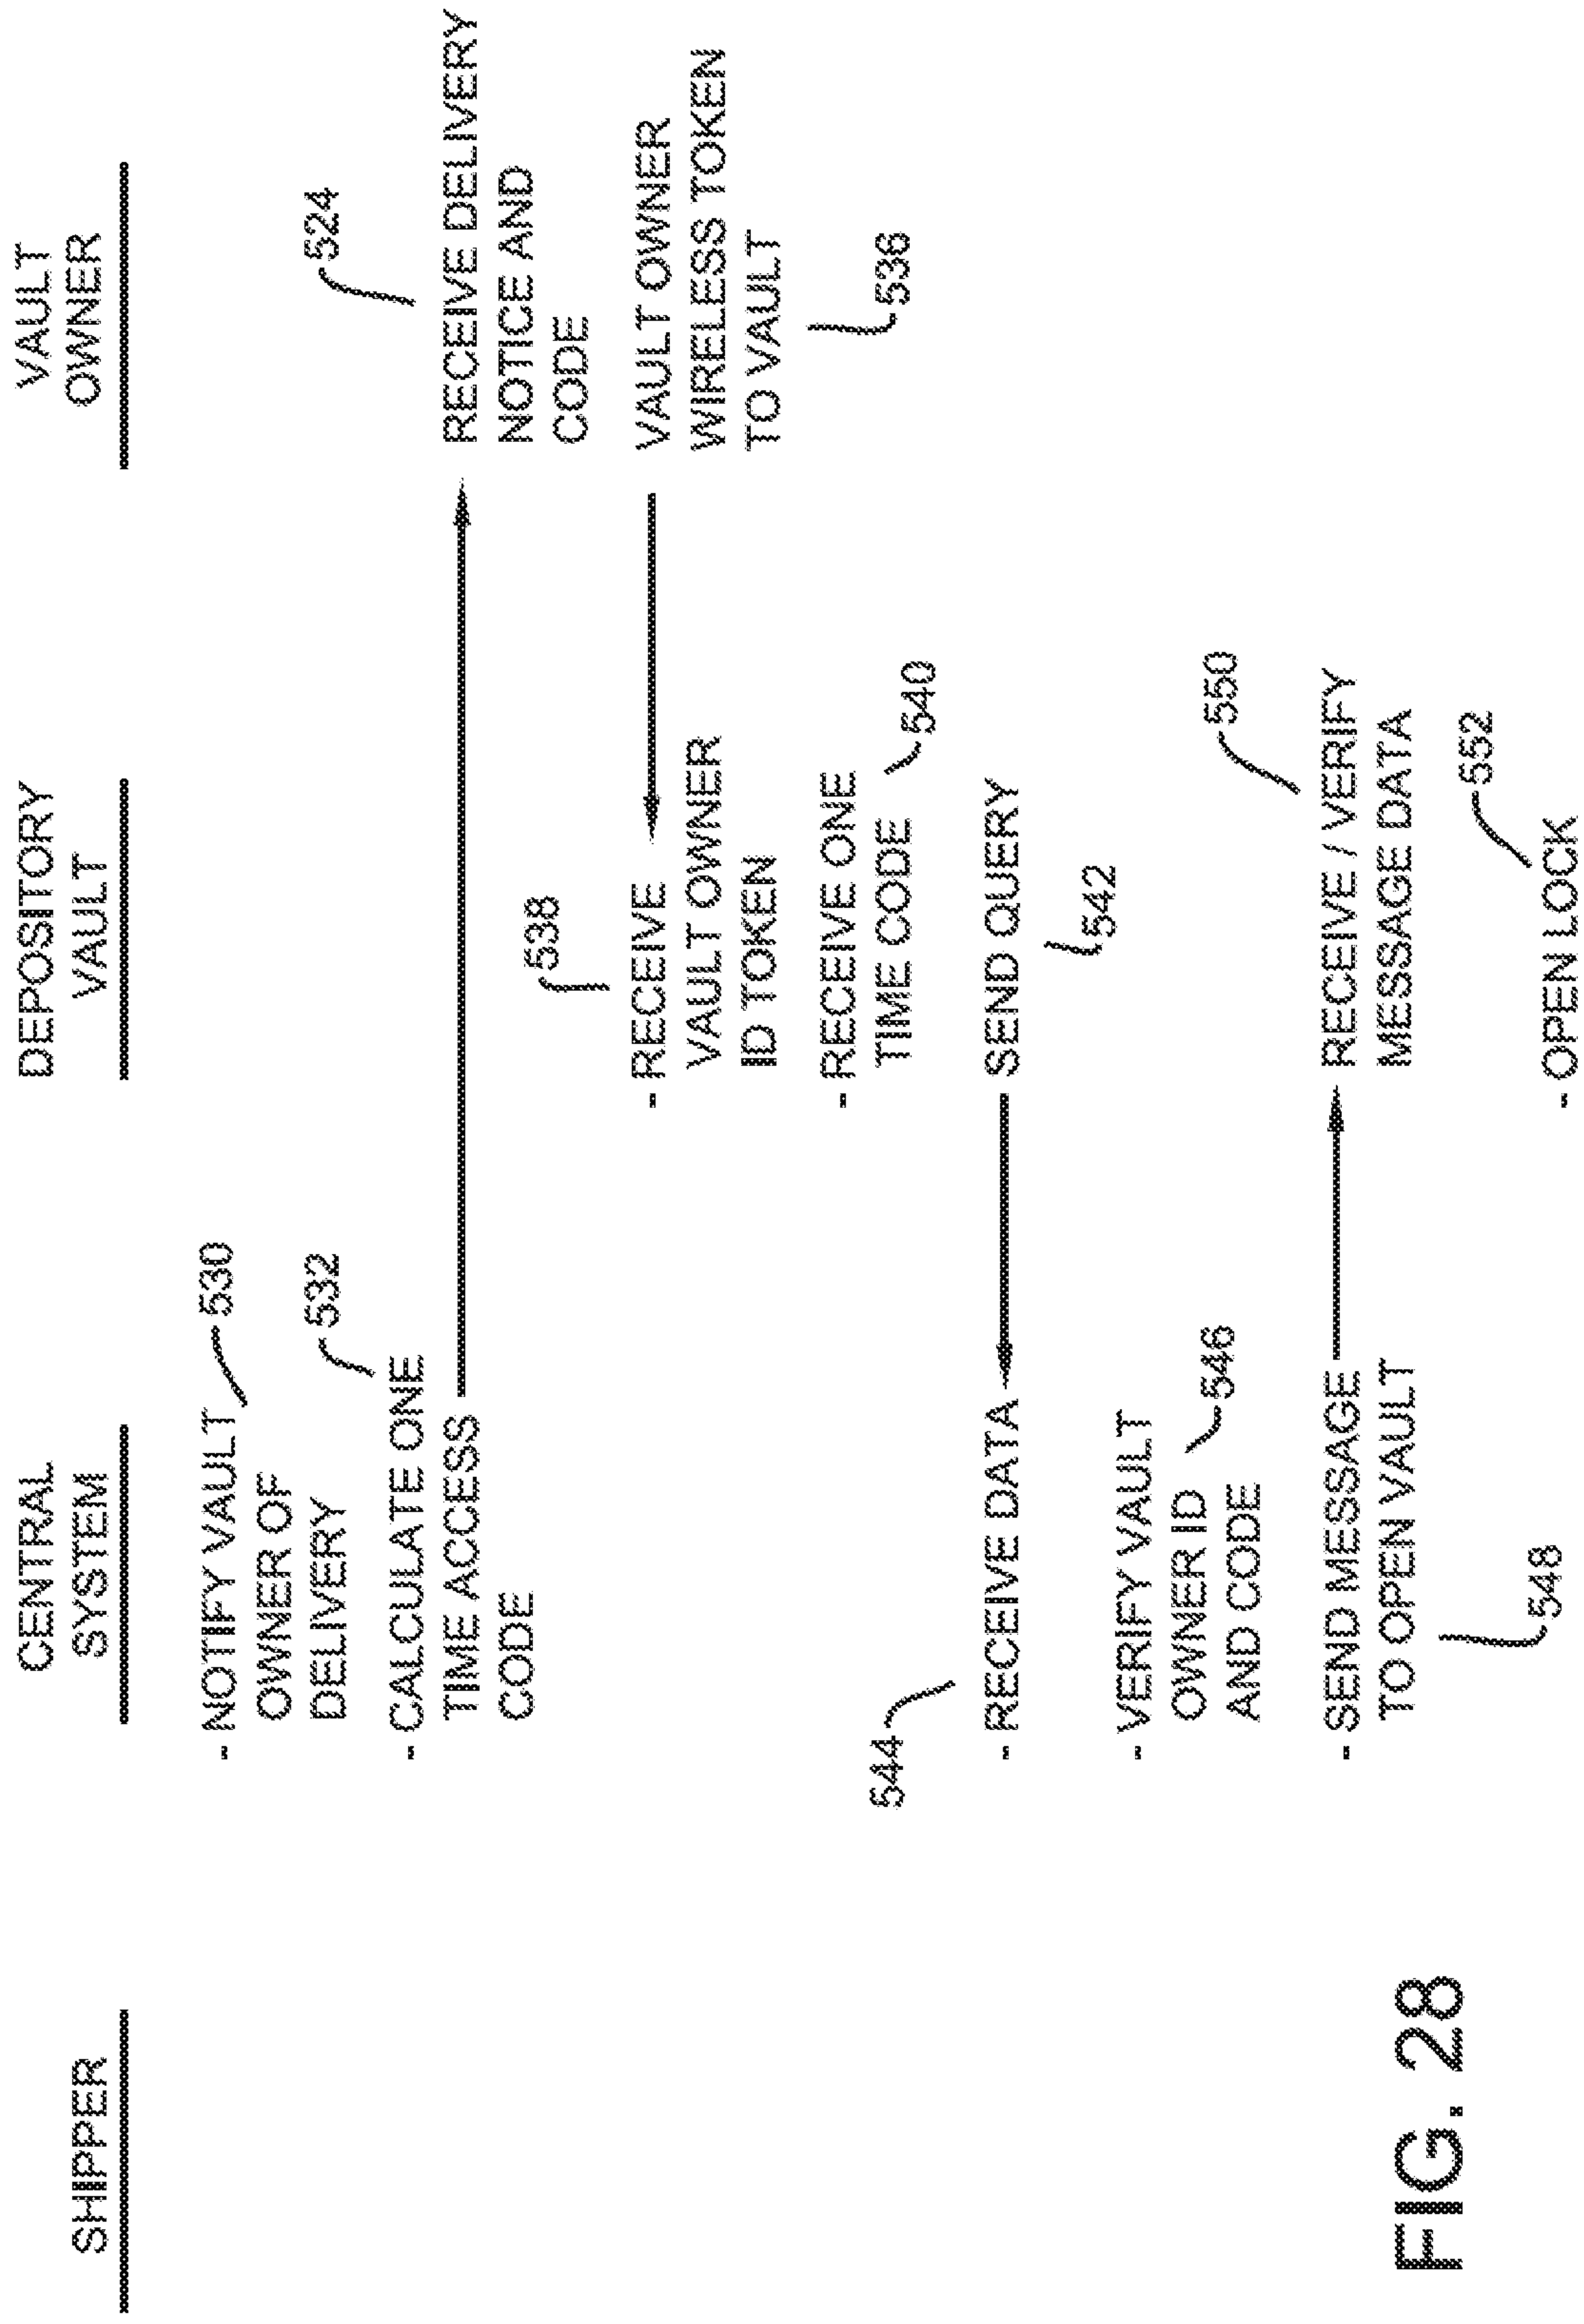 SHIPPER
CENTRAL
SYSTEM
DEPOSITORY
VAULT
VAULT
OWNER
- NOTIFY VAULT
OWNER OF
DELIVERY
530
- CALCULATE ONE
TIME ACCESS
CODE
532
524
RECEIVE DELIVERY
NOTICE AND
CODE
VAULT OWNER
WIRELESS TOKEN
TO VAULT
536
538
- RECEIVE
VAULT OWNER
ID TOKEN
- RECEIVE ONE
TIME CODE
540
SEND QUERY
542
544
- RECEIVE DATA
- VERIFY VAULT
OWNER ID
AND CODE
546
- SEND MESSAGE
TO OPEN VAULT
548
550
RECEIVE / VERIFY
MESSAGE DATA
552
- OPEN LOCK
FIG. 28